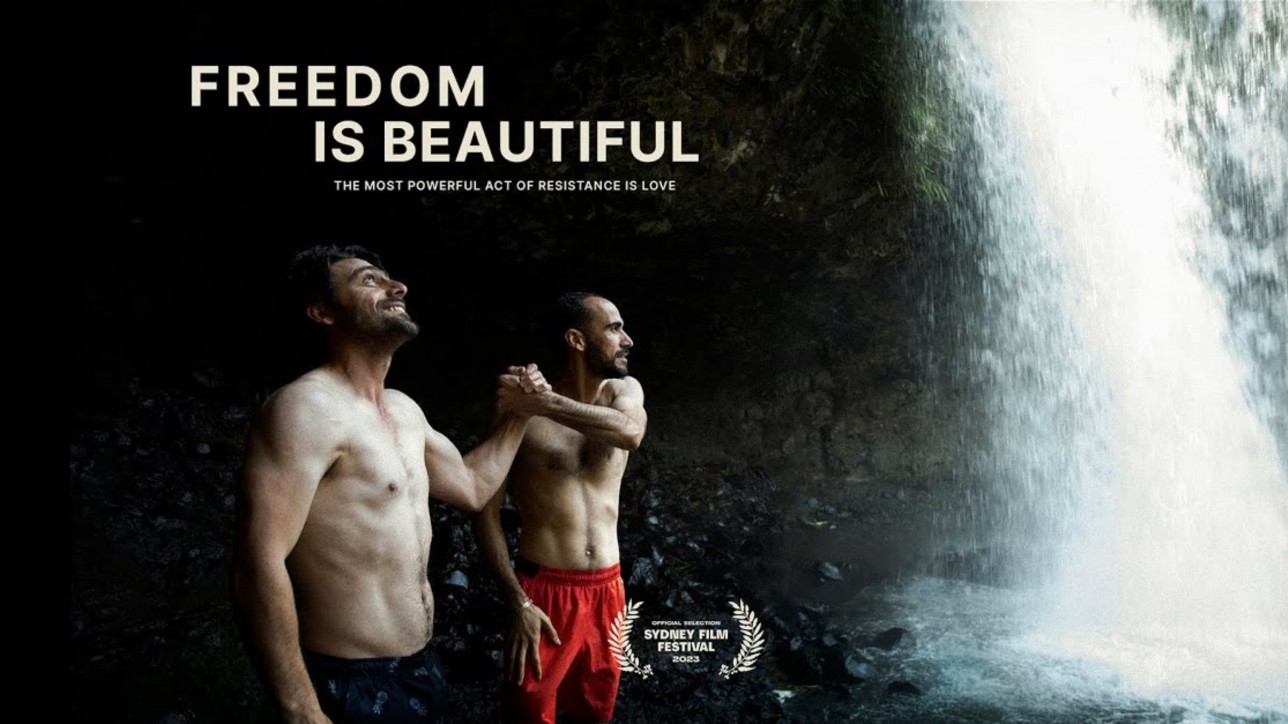 FREEDOM
IS BEAUTIFUL
THE MOST POWERFUL ACT OF RESISTANCE IS LOVE
OFFICIAL SELECTION
SYDNEY FILM
FESTIVAL
2023